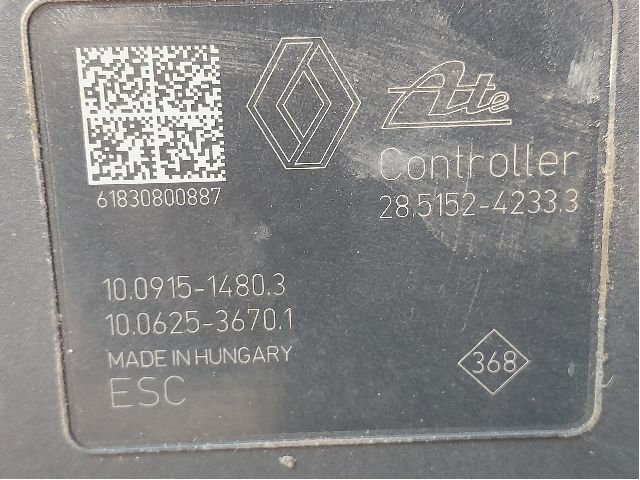 Ate
61830800887
Controller
28.5152-4233.3
10.0915-1480.3
10.0625-3670.1
MADE IN HUNGARY
ESC
368